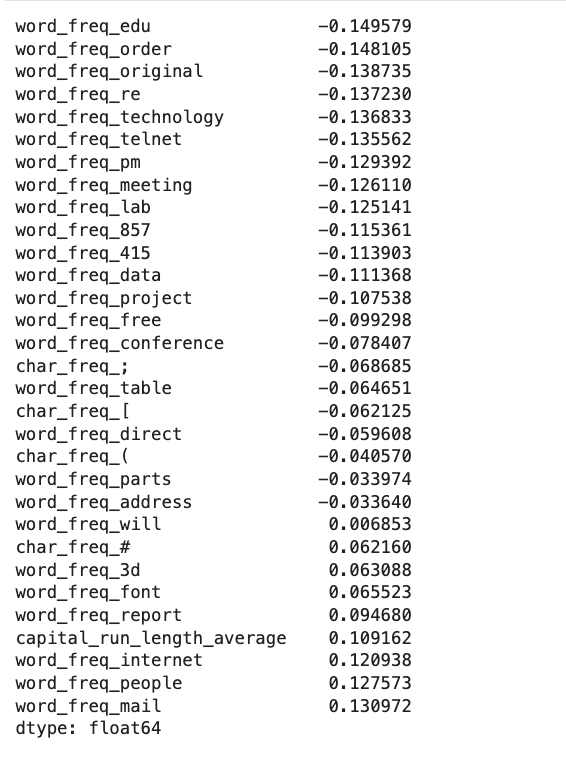 word_freq_edu -0.149579
word_freq_order -0.148105
word_freq_original -0.138735
word_freq_re -0.137230
word_freq_technology -0.136833
word_freq_telnet -0.135562
word_freq_pm -0.129392
word_freq_meeting -0.126110
word_freq_lab -0.125141
word_freq_857 -0.115361
word_freq_415 -0.113903
word_freq_data -0.111368
word_freq_project -0.107538
word_freq_free -0.099298
word_freq_conference -0.078407
char_freq_; -0.068685
word_freq_table -0.064651
char_freq_[ -0.062125
word_freq_direct -0.059608
char_freq_( -0.040570
word_freq_parts -0.033974
word_freq_address -0.033640
word_freq_will 0.006853
char_freq_# 0.062160
word_freq_3d 0.063088
word_freq_font 0.065523
word_freq_report 0.094680
capital_run_length_average 0.109162
word_freq_internet 0.120938
word_freq_people 0.127573
word_freq_mail 0.130972
dtype: float64